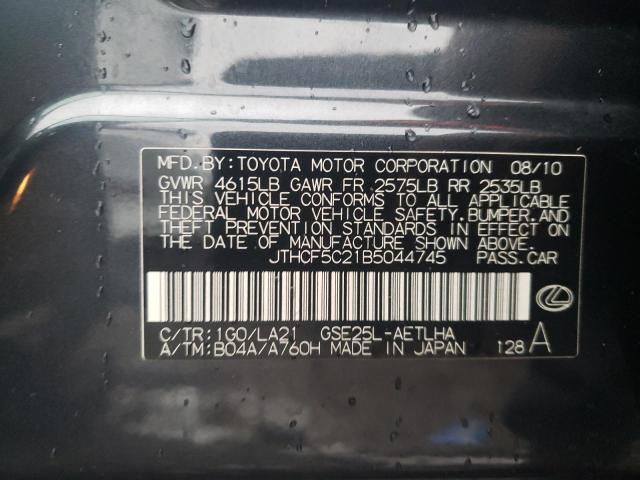 MFD.BY:TOYOTA MOTOR CORPORATION 08/10
GVWR 4615LB GAWR FR 2575LB RR 2535LB
THIS VEHICLE CONFORMS TO ALL APPLICABLE
FEDERAL MOTOR VEHICLE SAFETY,BUMPER,AND
THEFT PREVENTION STANDARDS IN EFFECT ON
THE DATE OF MANUFACTURE SHOWN ABOVE.
JTHCF5C21B5044745 PASS.CAR
C/TR:1G0/LA21 GSE25L-AETLHA
A/TM:B04A/A760H MADE IN JAPAN 128 A